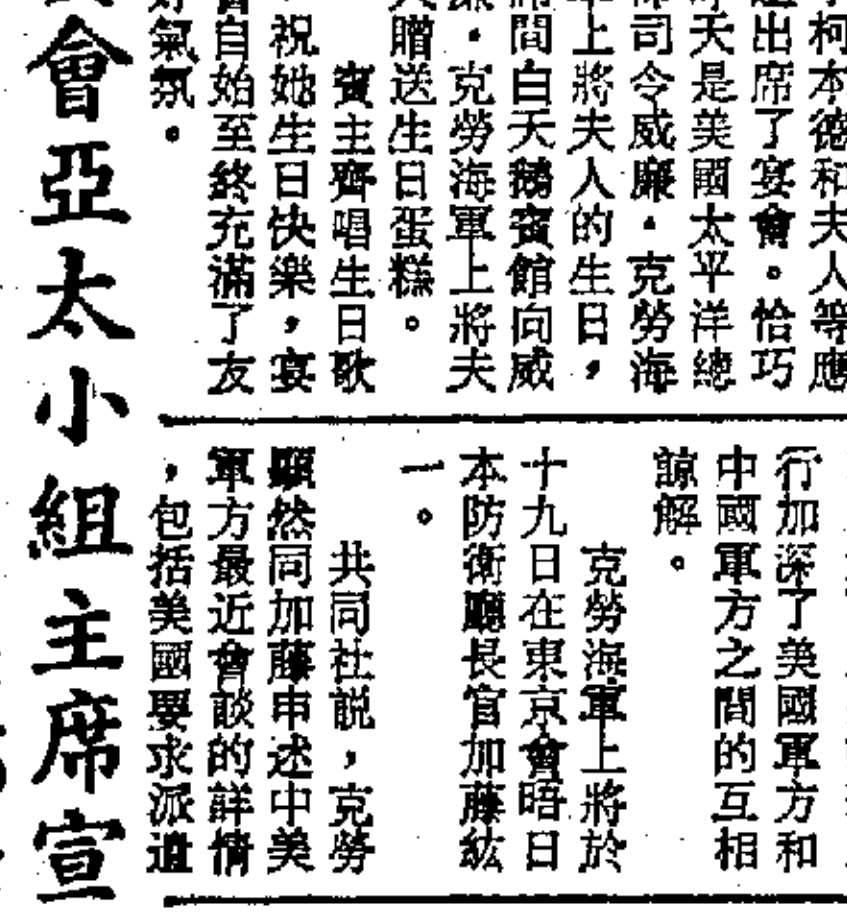 柯本德和夫人等應
出席了宴會。恰巧
天是美國太平洋總
司令威廉·克勞海
上將夫人的生日，
間白天鵝賓館向威
·克勞海軍上將夫
贈送生日蛋糕。
賓主齊唱生日歌
，祝她生日快樂，宴
會自始至終充滿了友
好氣氛。
行加深了美國軍方和
中國軍方之間的互相
諒解。
克勞海軍上將於
十九日在東京會晤日
本防衛廳長官加藤紘
一。
共同社説，克勞
顯然同加藤申述中美
軍方最近會談的詳情
，包括美國要求派遣
會亞太小組主席宣